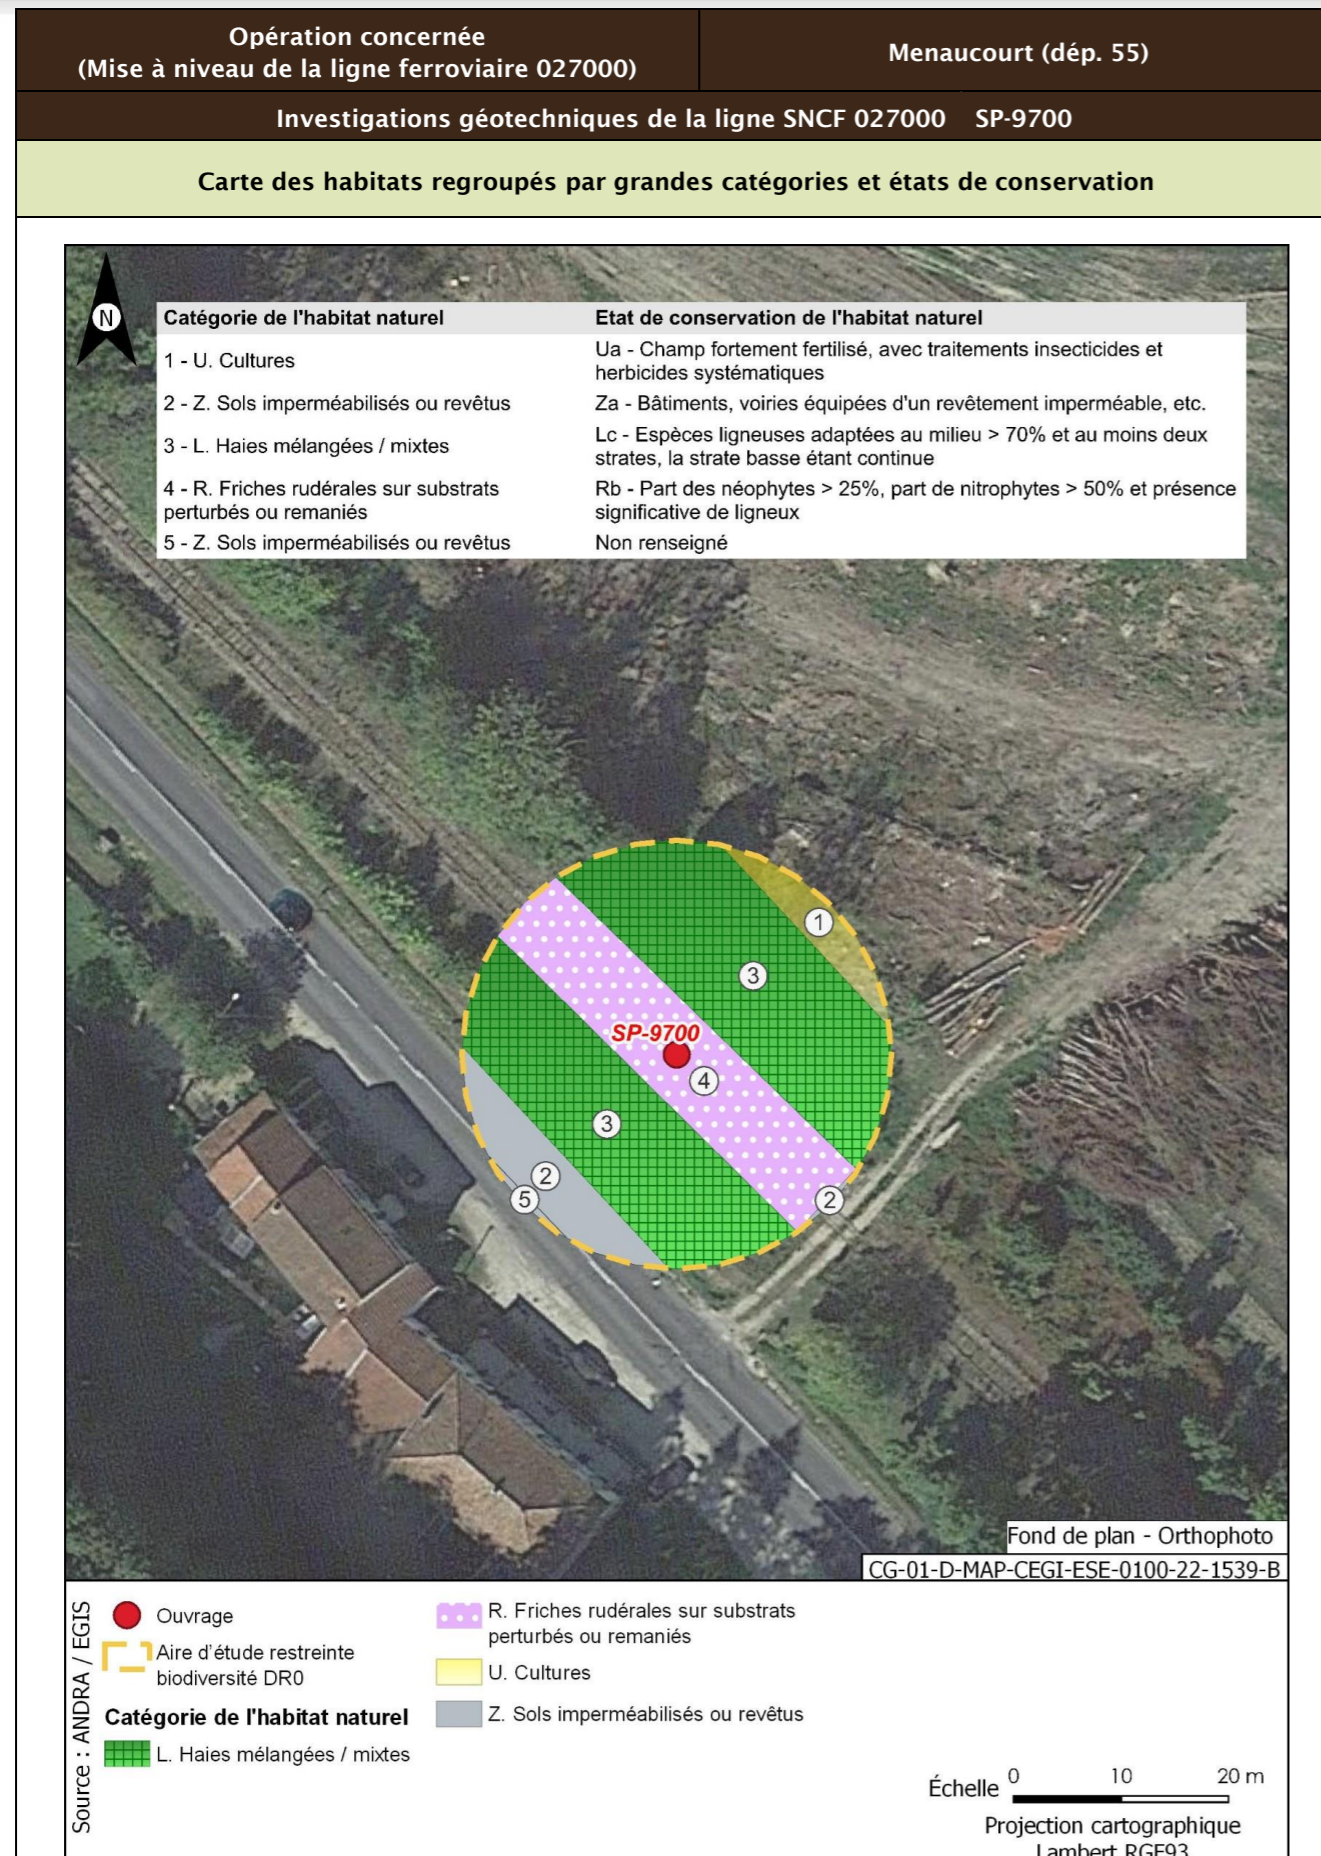 Opération concernée
(Mise à niveau de la ligne ferroviaire 027000)
Menaucourt (dép. 55)
Investigations géotechniques de la ligne SNCF 027000 SP-9700
Carte des habitats regroupés par grandes catégories et états de conservation
N
Catégorie de l'habitat naturel
Etat de conservation de l'habitat naturel
1 - U. Cultures
Ua - Champ fortement fertilisé, avec traitements insecticides et
herbicides systématiques
2 - Z. Sols imperméabilisés ou revêtus
Za - Bâtiments, voiries équipées d'un revêtement imperméable, etc.
3 - L. Haies mélangées / mixtes
Lc - Espèces ligneuses adaptées au milieu > 70% et au moins deux
strates, la strate basse étant continue
4 - R. Friches rudérales sur substrats
perturbés ou remaniés
Rb - Part des néophytes > 25%, part de nitrophytes > 50% et présence
significative de ligneux
5 - Z. Sols imperméabilisés ou revêtus
Non renseigné
1
3
SP-9700
4
3
2
5
2
Fond de plan - Orthophoto
CG-01-D-MAP-CEGI-ESE-0100-22-1539-B
Source : ANDRA / EGIS
Ouvrage
Aire d'étude restreinte
biodiversité DR0
Catégorie de l'habitat naturel
L. Haies mélangées / mixtes
R. Friches rudérales sur substrats
perturbés ou remaniés
U. Cultures
Z. Sols imperméabilisés ou revêtus
Échelle 0 10 20 m
Projection cartographique
Lambert RGF93